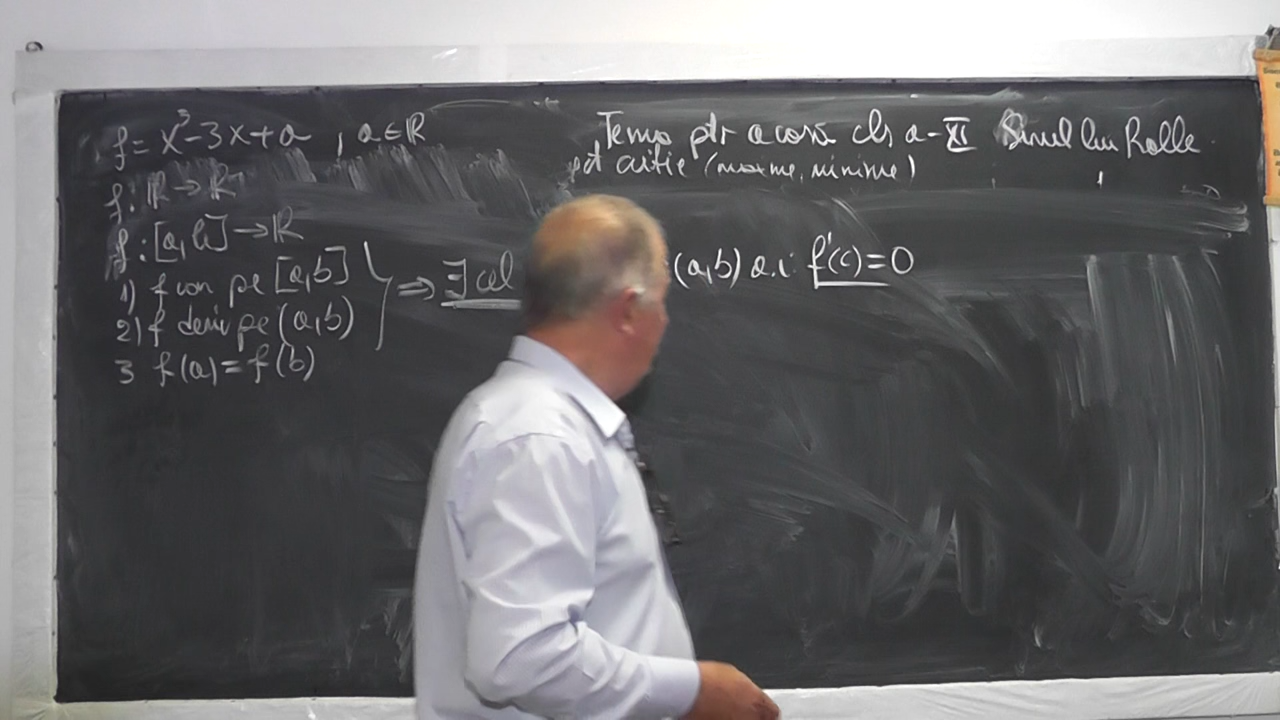 f = x³-3x+a , a∈ℝ
Tema ptr acasă cls a-XI Șirul lui Rolle
pct critice (maxime, minime)
f: ℝ→ℝ
f: [a,b]→ℝ
1) f con pe [a,b]
2) f deriv pe (a,b)
3 f(a)=f(b)
⇒ ∃ cel (a,b) a.i. f'(c)=0